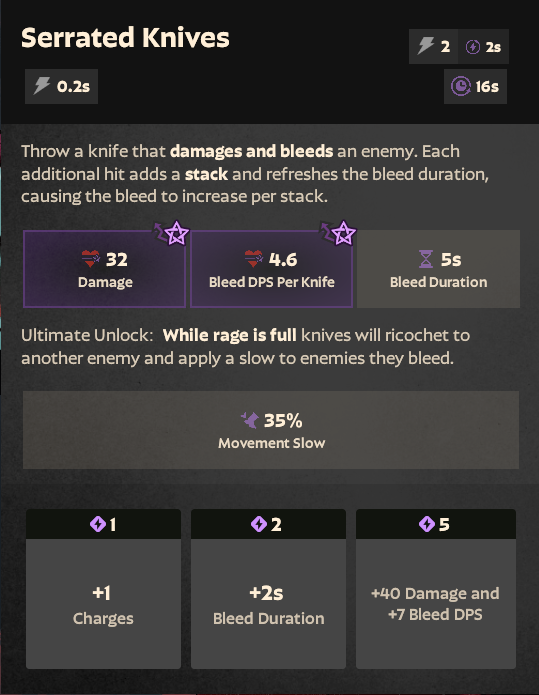 Serrated Knives
2 2s
0.2s 16s
Throw a knife that damages and bleeds an enemy. Each
additional hit adds a stack and refreshes the bleed duration,
causing the bleed to increase per stack.
32 4.6 5s
Damage Bleed DPS Per Knife Bleed Duration
Ultimate Unlock: While rage is full knives will ricochet to
another enemy and apply a slow to enemies they bleed.
35%
Movement Slow
1 2 5
+1 +2s +40 Damage and
Charges Bleed Duration +7 Bleed DPS